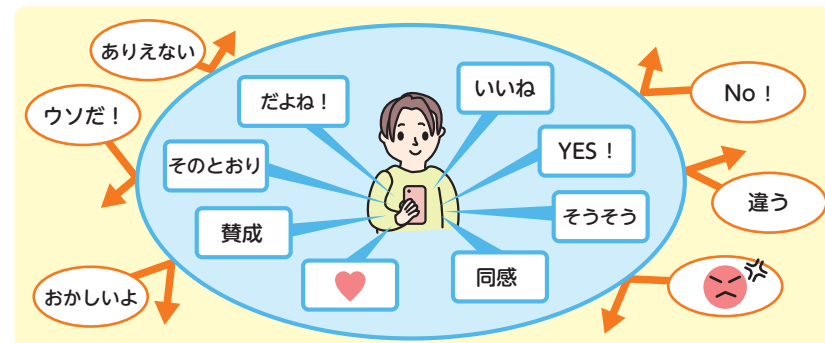 ありえない
ウソだ！
おかしいよ
だよね！
そのとおり
賛成
いいね
YES！
そうそう
同感
No！
違う